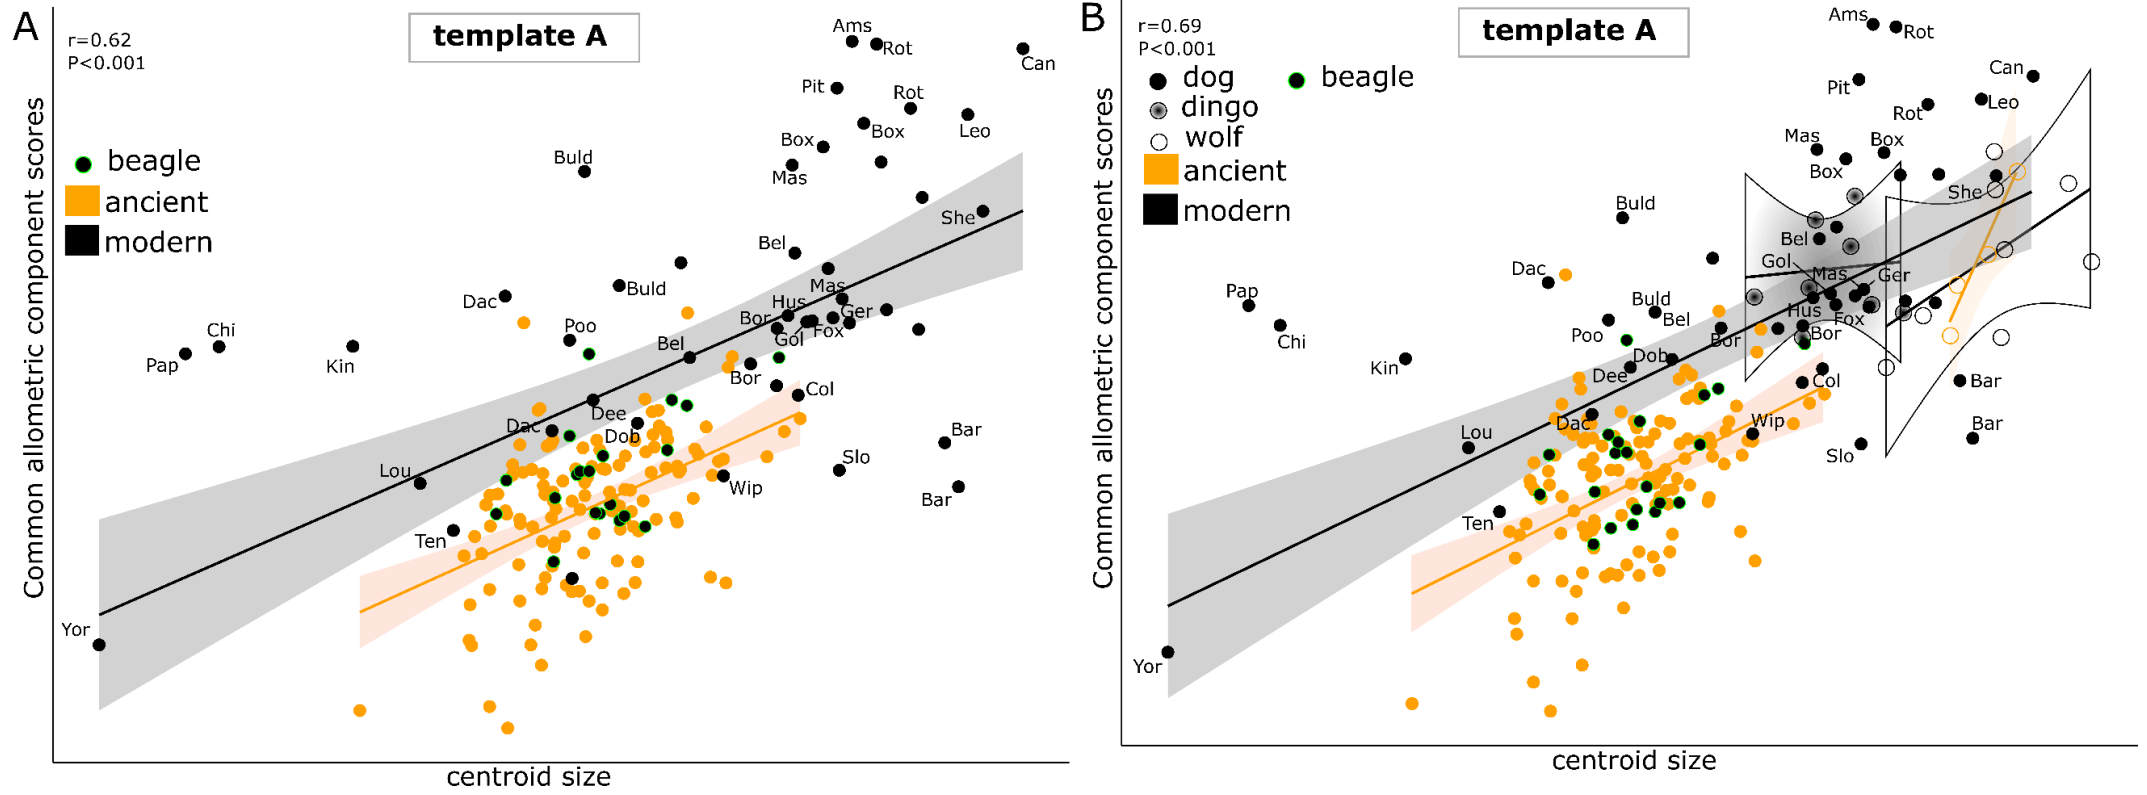 A
template A
r=0.62
P<0.001
Common allometric component scores
beagle
ancient
modern
Ams
Rot
Can
Pit
Rot
Box
Leo
Box
Mas
Buld
She
Bel
Buld
Dac
Mas
Hus
Ger
Bor
Fox
Gol
Poo
Chi
Pap
Kin
Bel
Bor
Col
Dee
Dac
Dob
Bar
Slo
Bar
Wip
Lou
Ten
Yor
centroid size
B
template A
r=0.69
P<0.001
Common allometric component scores
dog
beagle
dingo
wolf
ancient
modern
Ams
Rot
Can
Pit
Leo
Rot
Mas
Box
Box
She
Buld
Bel
Gol
Mas
Ger
Dac
Pap
Buld
Bel
Hus
Fox
Chi
Poo
Bor
Bor
Dob
Kin
Dee
Col
Bar
Dac
Wip
Bar
Lou
Slo
Ten
Yor
centroid size